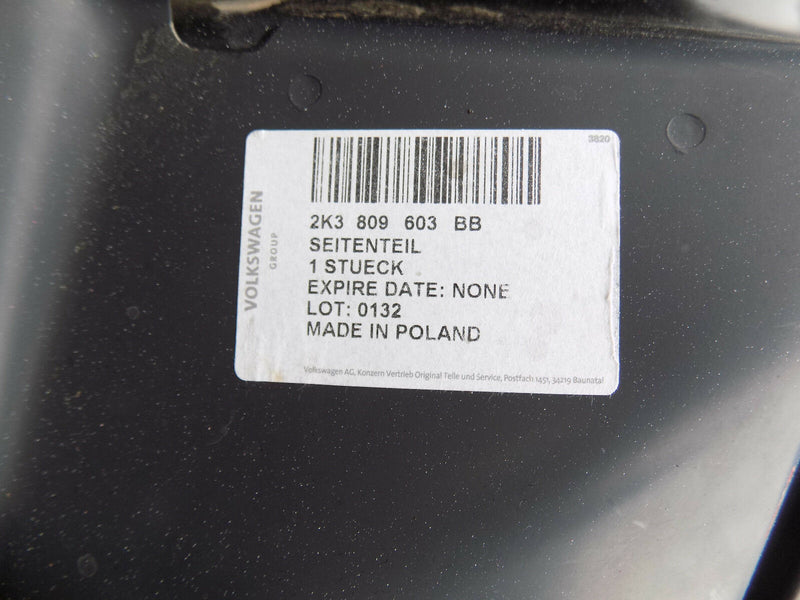 3820
2K3 809 603 BB
SEITENTEIL
1 STUECK
EXPIRE DATE: NONE
LOT: 0132
MADE IN POLAND
VOLKSWAGEN
GROUP
Volkswagen AG, Konzern Vertrieb Original Teile und Service, Postfach 1451, 34219 Baunatal